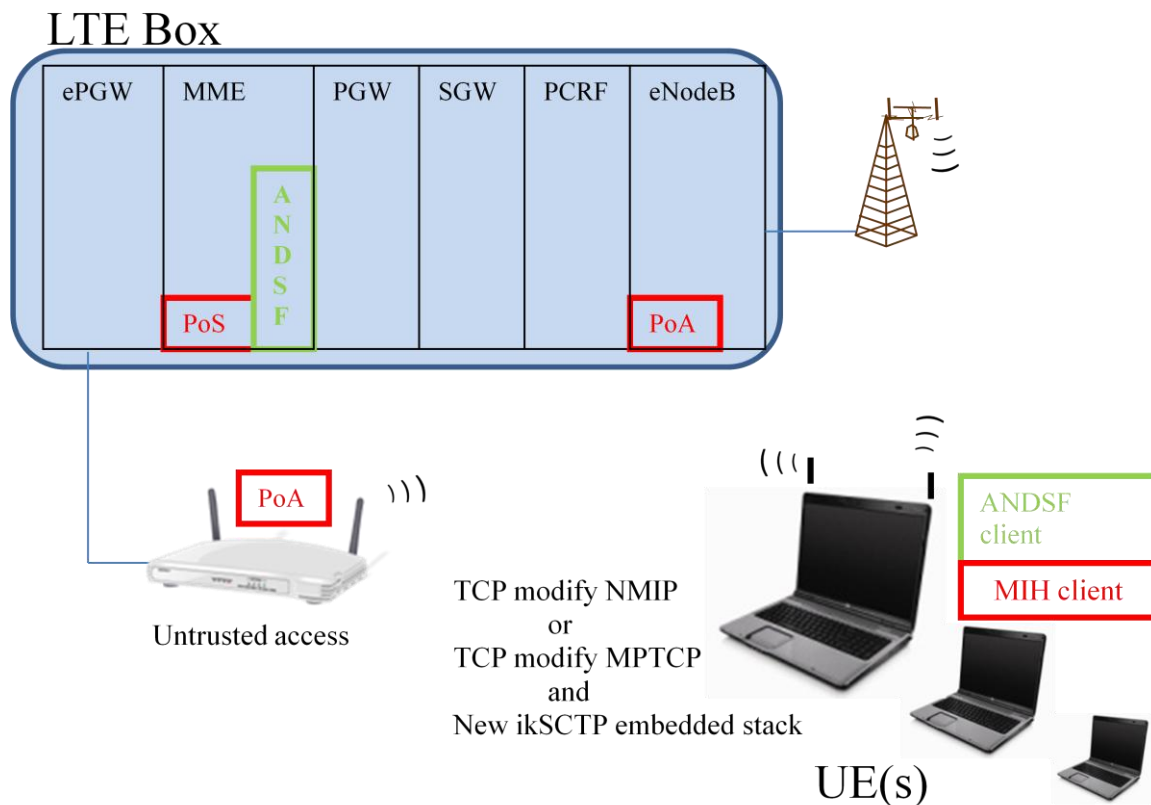 LTE Box
ePGW
MME
PGW
SGW
PCRF
eNodeB
A
N
D
S
F
PoS
PoA
PoA
Untrusted access
TCP modify NMIP
or
TCP modify MPTCP
and
New ikSCTP embedded stack
ANDSF
client
MIH client
UE(s)